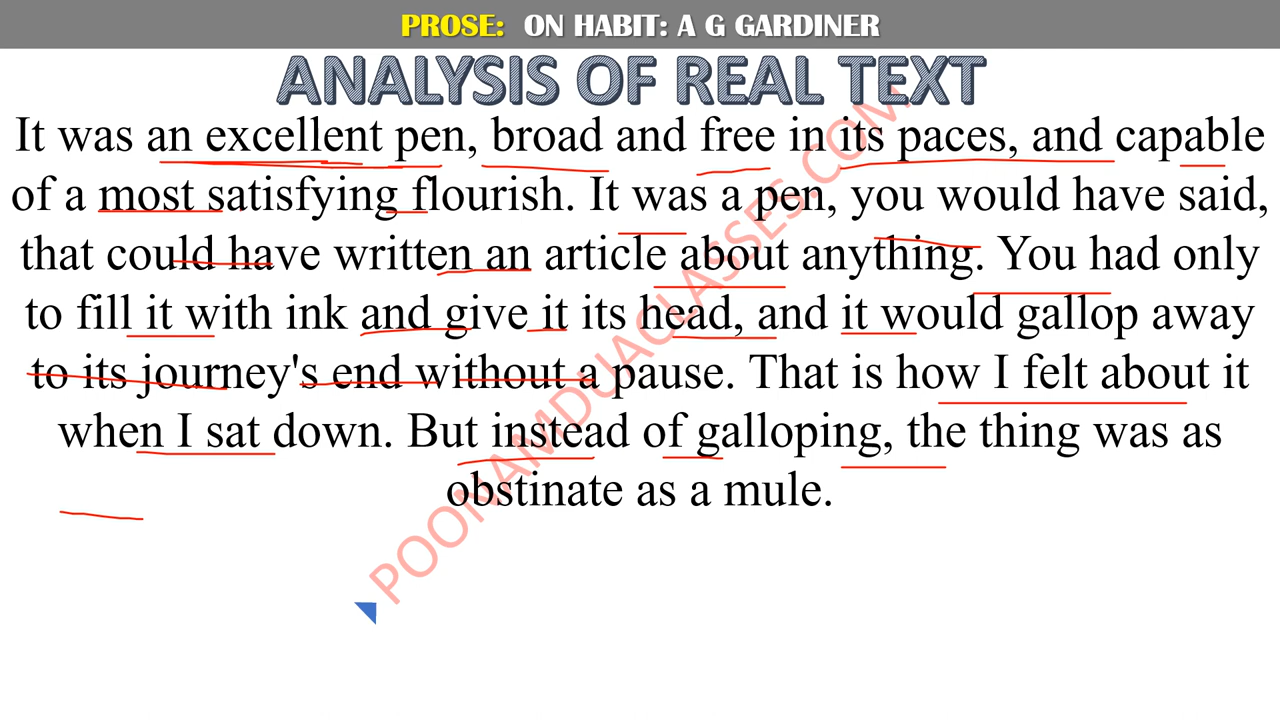 PROSE: ON HABIT: A G GARDINER
ANALYSIS OF REAL TEXT
It was an excellent pen, broad and free in its paces, and capable
of a most satisfying flourish. It was a pen, you would have said,
that could have written an article about anything. You had only
to fill it with ink and give it its head, and it would gallop away
to its journey's end without a pause. That is how I felt about it
when I sat down. But instead of galloping, the thing was as
obstinate as a mule.
POONAMDUACLASSES.COM